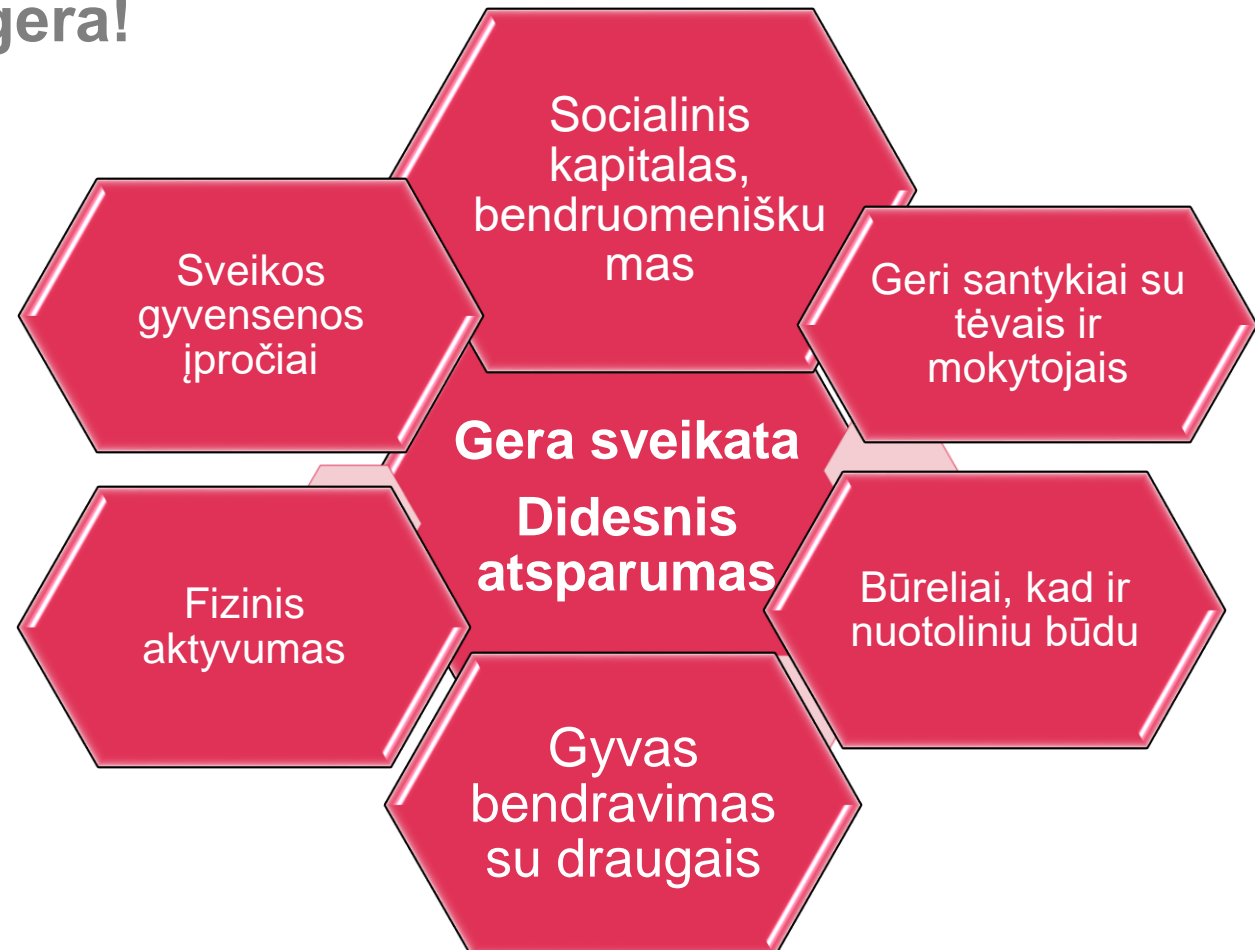 gera!
Socialinis
kapitalas,
bendruomenišku
mas
Sveikos
gyvensenos
įpročiai
Geri santykiai su
tėvais ir
mokytojais
Gera sveikata
Didesnis
atsparumas
Fizinis
aktyvumas
Būreliai, kad ir
nuotoliniu būdu
Gyvas
bendravimas
su draugais